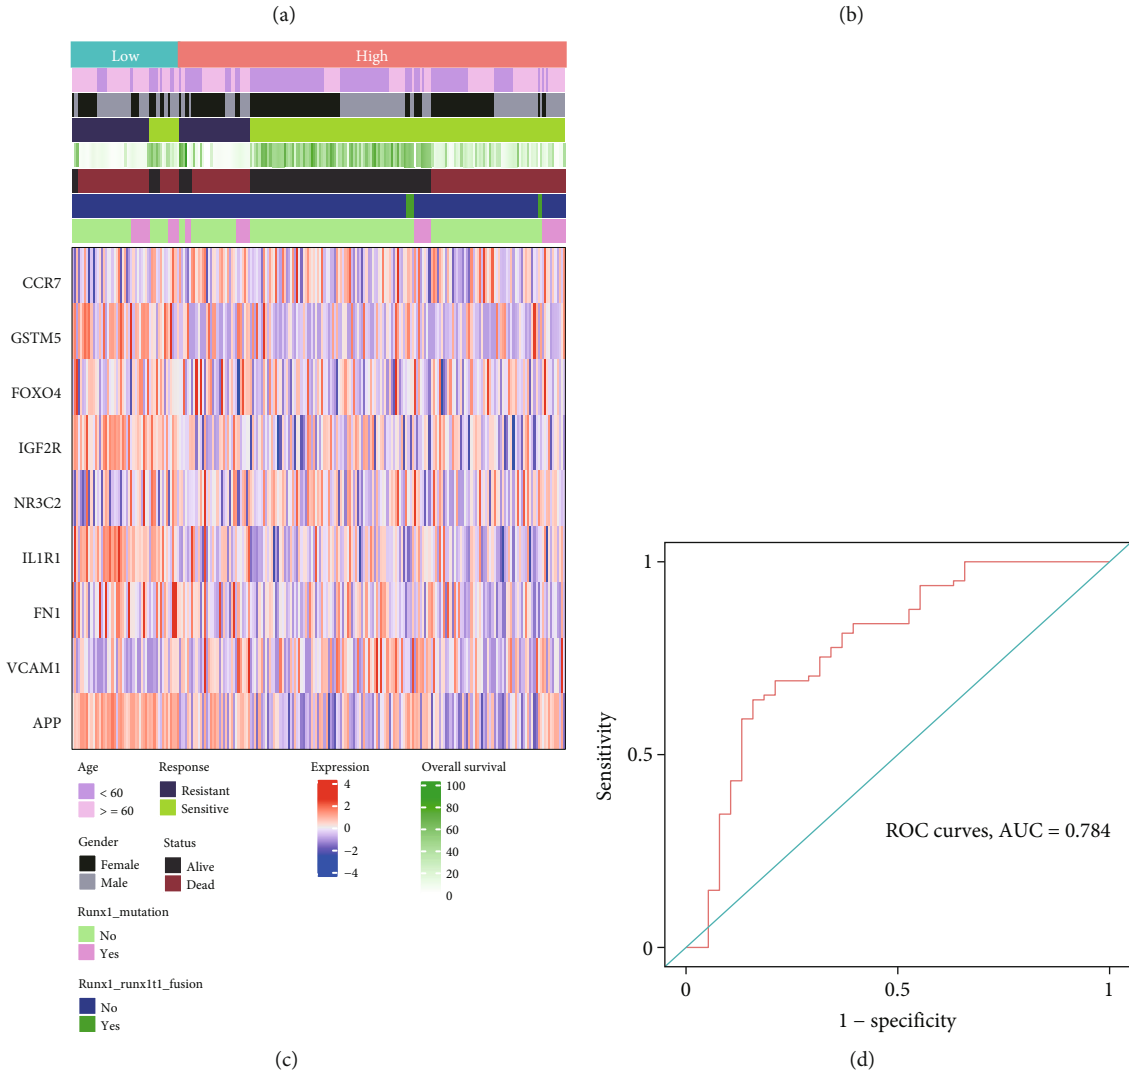 (a)
(b)
Low
High
CCR7
GSTM5
FOXO4
IGF2R
NR3C2
IL1R1
FN1
VCAM1
APP
Age
< 60
> = 60
Gender
Female
Male
Runx1_mutation
No
Yes
Runx1_runx1t1_fusion
No
Yes
Response
Resistant
Sensitive
Status
Alive
Dead
Expression
4
2
0
−2
−4
Overall survival
100
80
60
40
20
0
(c)
Sensitivity
1
0.5
0
ROC curves, AUC = 0.784
0
0.5
1
1 − specificity
(d)